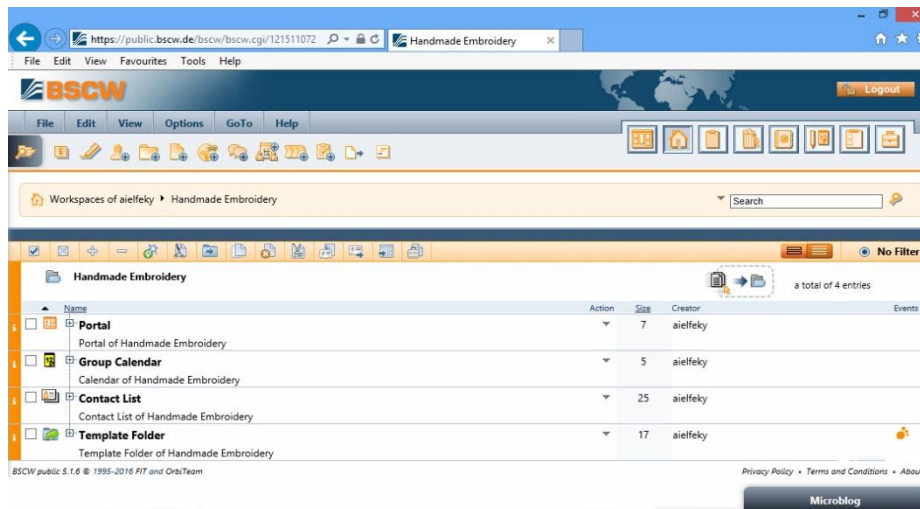 https://public.bscw.de/bscw/bscw.cgi/121511072
Handmade Embroidery
File Edit View Favourites Tools Help
BSCW
Logout
File Edit View Options GoTo Help
Workspaces of aielfeky Handmade Embroidery
Search
No Filter
Handmade Embroidery
a total of 4 entries
Name Action Size Creator Events
Portal 7 aielfeky
Portal of Handmade Embroidery
Group Calendar 5 aielfeky
Calendar of Handmade Embroidery
Contact List 25 aielfeky
Contact List of Handmade Embroidery
Template Folder 17 aielfeky
Template Folder of Handmade Embroidery
BSCW public 5.1.6 © 1995-2016 FIT and OrbiTeam
Privacy Policy • Terms and Conditions • Abou
Microblog